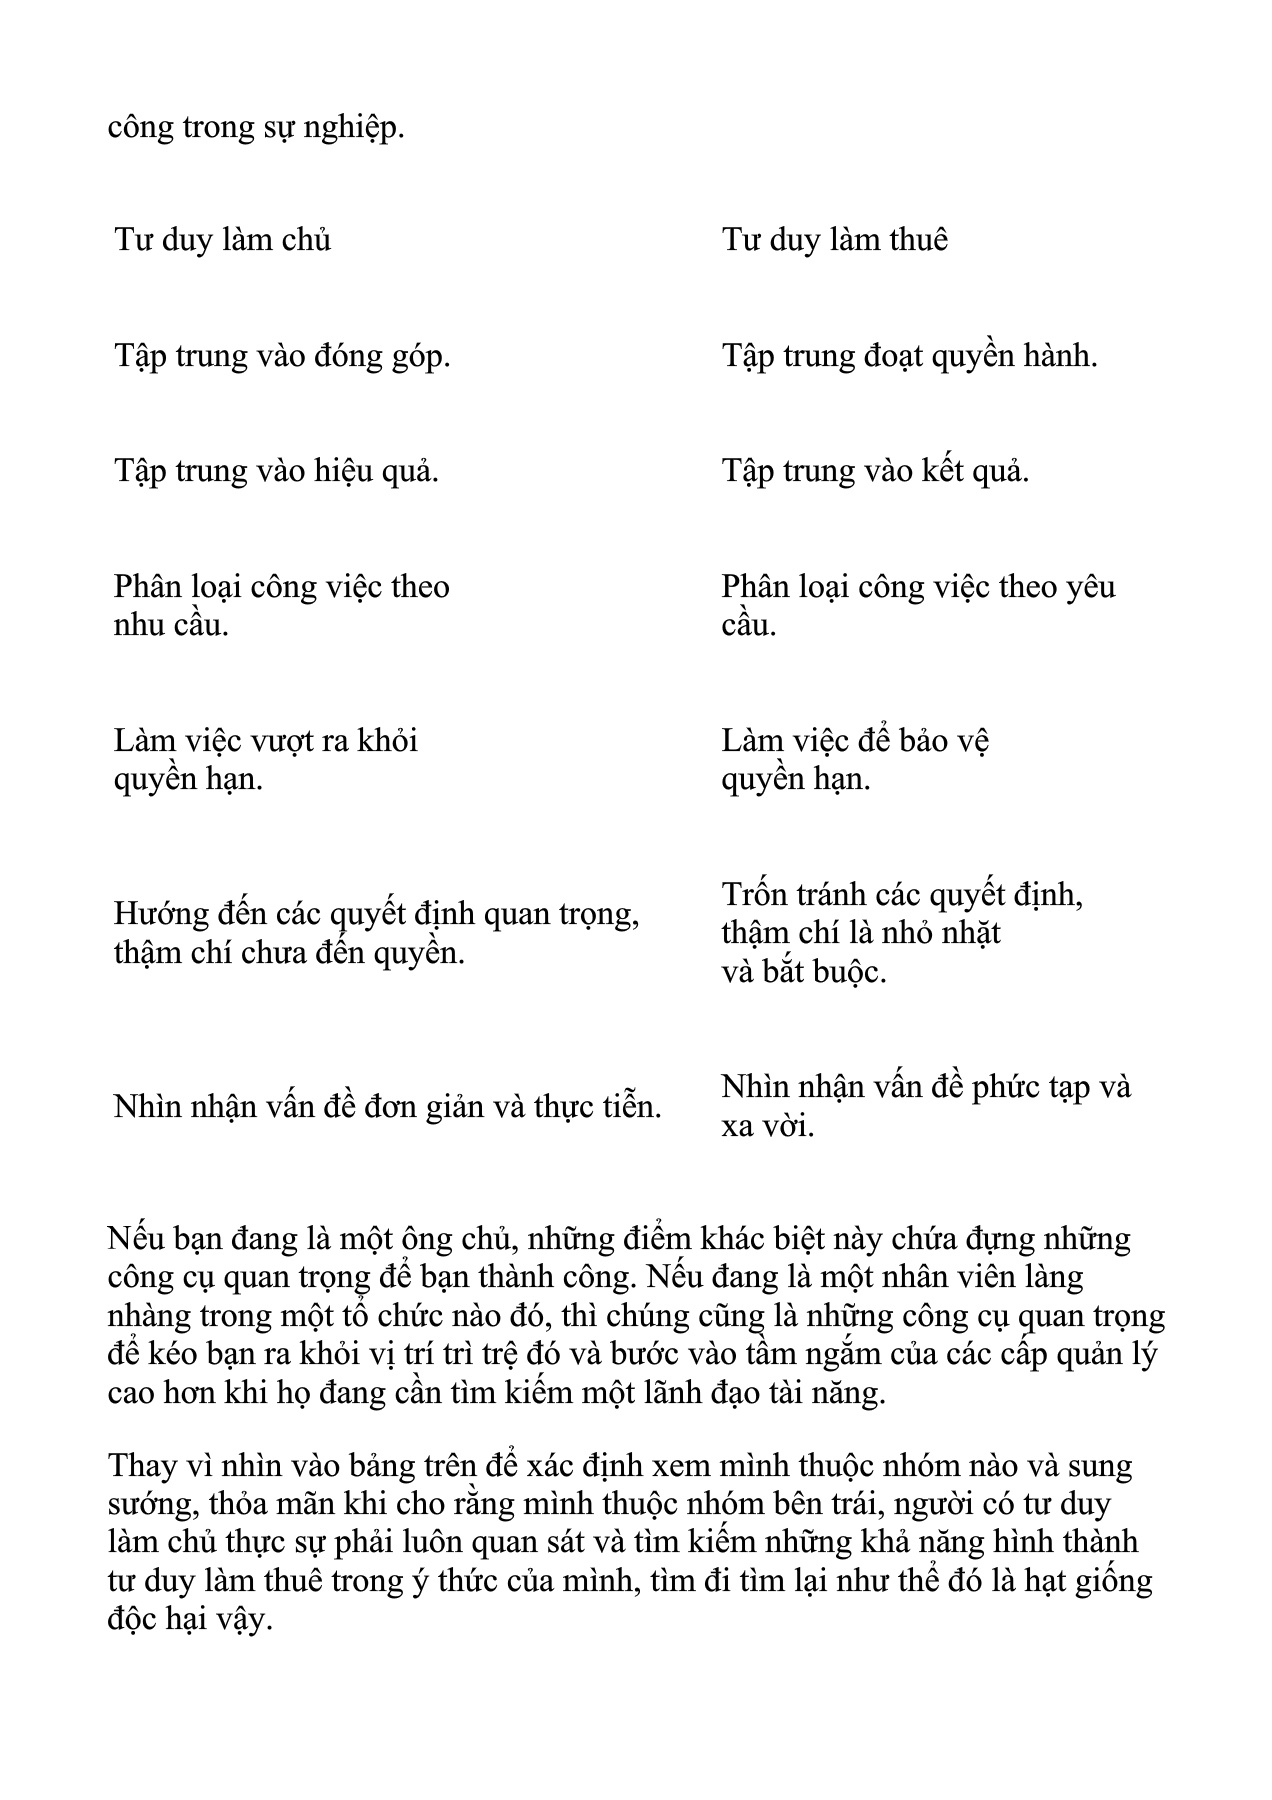 công trong sự nghiệp.
Tư duy làm chủ
Tư duy làm thuê
Tập trung vào đóng góp.
Tập trung đoạt quyền hành.
Tập trung vào hiệu quả.
Tập trung vào kết quả.
Phân loại công việc theo
nhu cầu.
Phân loại công việc theo yêu
cầu.
Làm việc vượt ra khỏi
quyền hạn.
Làm việc để bảo vệ
quyền hạn.
Hướng đến các quyết định quan trọng,
thậm chí chưa đến quyền.
Trốn tránh các quyết định,
thậm chí là nhỏ nhặt
và bắt buộc.
Nhìn nhận vấn đề đơn giản và thực tiễn.
Nhìn nhận vấn đề phức tạp và
xa vời.
Nếu bạn đang là một ông chủ, những điểm khác biệt này chứa đựng những
công cụ quan trọng để bạn thành công. Nếu đang là một nhân viên làng
nhàng trong một tổ chức nào đó, thì chúng cũng là những công cụ quan trọng
để kéo bạn ra khỏi vị trí trì trệ đó và bước vào tầm ngắm của các cấp quản lý
cao hơn khi họ đang cần tìm kiếm một lãnh đạo tài năng.
Thay vì nhìn vào bảng trên để xác định xem mình thuộc nhóm nào và sung
sướng, thỏa mãn khi cho rằng mình thuộc nhóm bên trái, người có tư duy
làm chủ thực sự phải luôn quan sát và tìm kiếm những khả năng hình thành
tư duy làm thuê trong ý thức của mình, tìm đi tìm lại như thể đó là hạt giống
độc hại vậy.